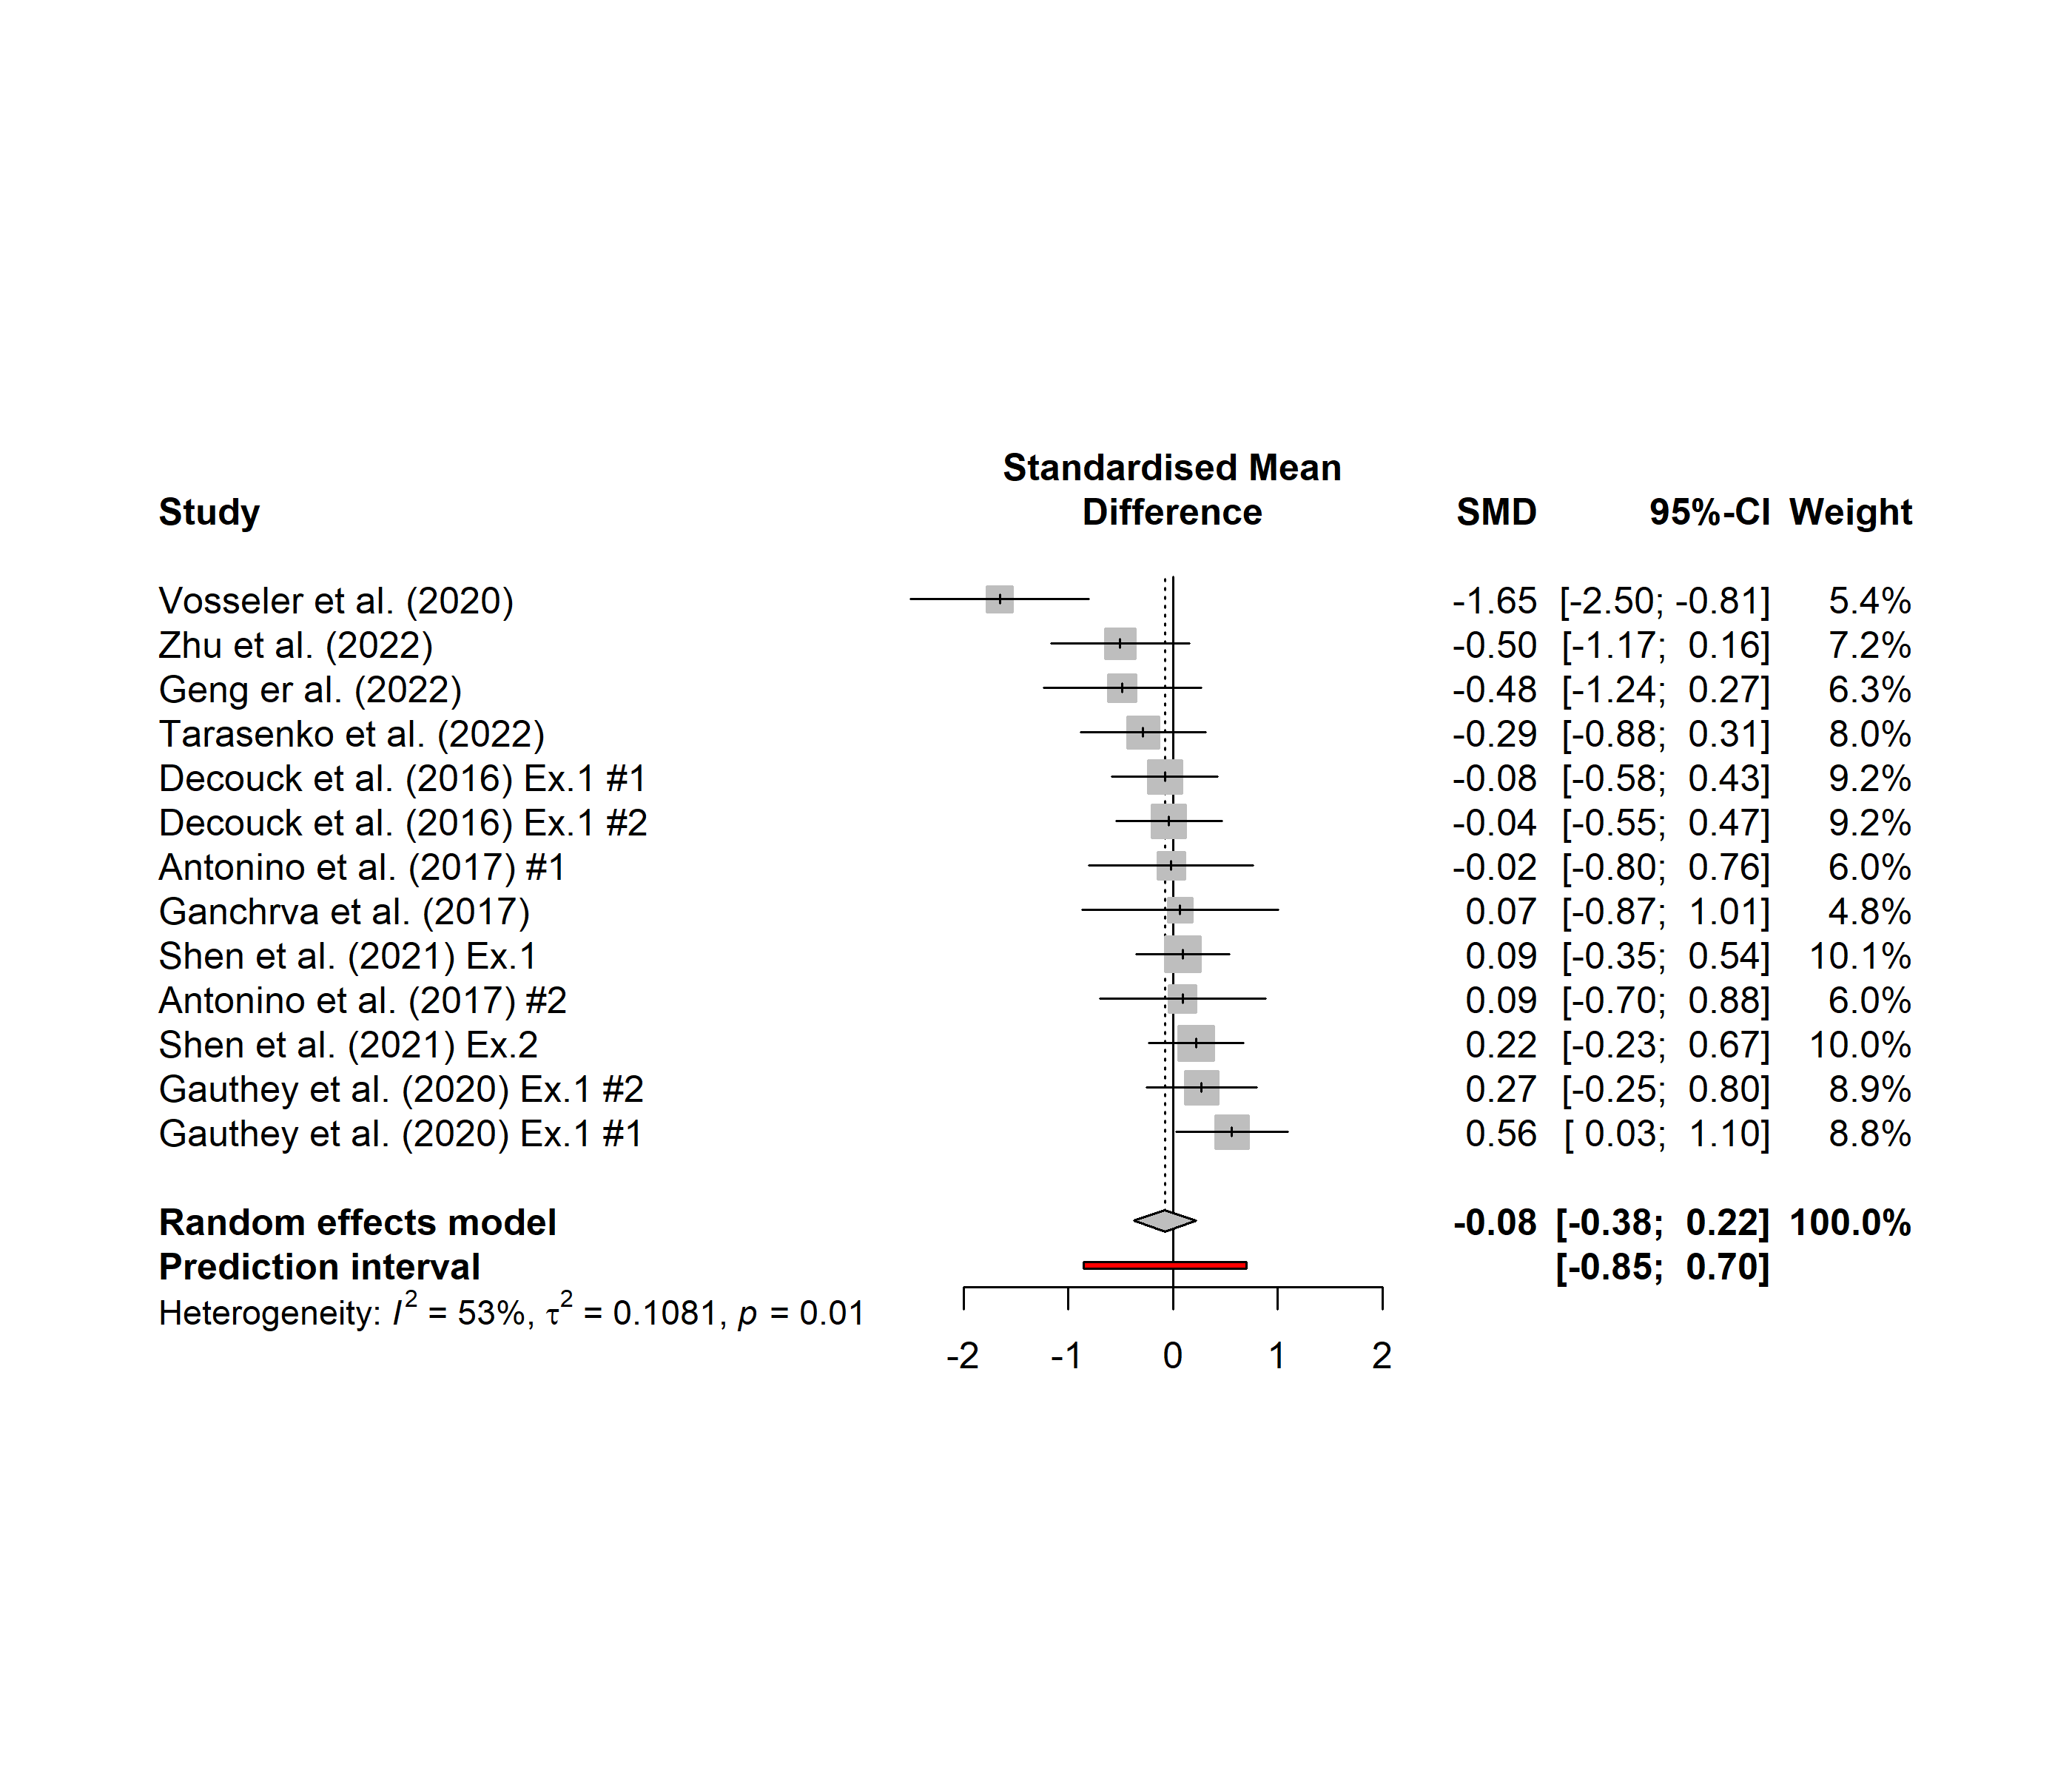 Standardised Mean
Study Difference SMD 95%-CI Weight
Vosseler et al. (2020) -1.65 [-2.50; -0.81] 5.4%
Zhu et al. (2022) -0.50 [-1.17; 0.16] 7.2%
Geng er al. (2022) -0.48 [-1.24; 0.27] 6.3%
Tarasenko et al. (2022) -0.29 [-0.88; 0.31] 8.0%
Decouck et al. (2016) Ex.1 #1 -0.08 [-0.58; 0.43] 9.2%
Decouck et al. (2016) Ex.1 #2 -0.04 [-0.55; 0.47] 9.2%
Antonino et al. (2017) #1 -0.02 [-0.80; 0.76] 6.0%
Ganchrva et al. (2017) 0.07 [-0.87; 1.01] 4.8%
Shen et al. (2021) Ex.1 0.09 [-0.35; 0.54] 10.1%
Antonino et al. (2017) #2 0.09 [-0.70; 0.88] 6.0%
Shen et al. (2021) Ex.2 0.22 [-0.23; 0.67] 10.0%
Gauthey et al. (2020) Ex.1 #2 0.27 [-0.25; 0.80] 8.9%
Gauthey et al. (2020) Ex.1 #1 0.56 [ 0.03; 1.10] 8.8%
Random effects model -0.08 [-0.38; 0.22] 100.0%
Prediction interval [-0.85; 0.70]
Heterogeneity: I² = 53%, τ² = 0.1081, p = 0.01
-2 -1 0 1 2